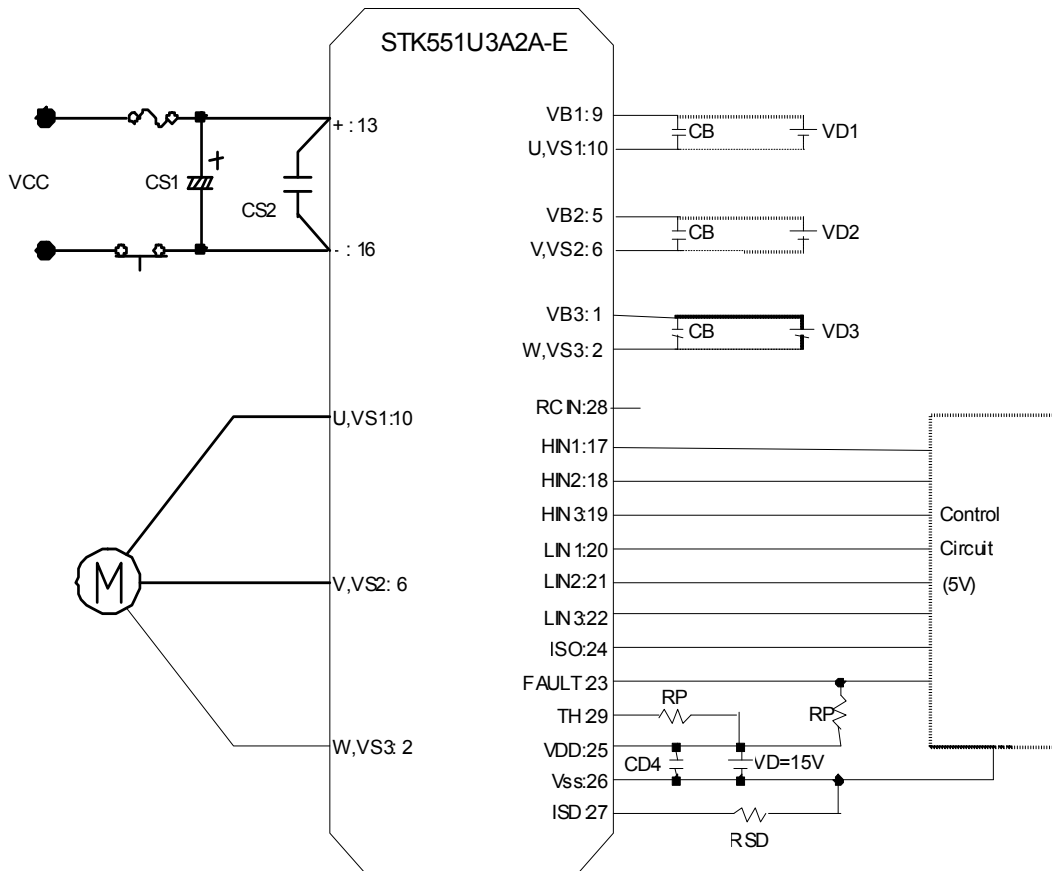 STK551U3A2A-E
VCC
CS1
+
CS2
+ : 13
- : 16
U,VS1:10
V,VS2: 6
W,VS3: 2
M
VB1: 9
U,VS1:10
CB
VD1
VB2: 5
V,VS2: 6
CB
VD2
VB3: 1
W,VS3: 2
CB
VD3
RCIN:28
HIN1:17
HIN2:18
HIN3:19
LIN1:20
LIN2:21
LIN3:22
ISO:24
FAULT 23
TH 29
VDD:25
Vss:26
ISD 27
RP
RP
CD4
VD=15V
RSD
Control
Circuit
(5V)